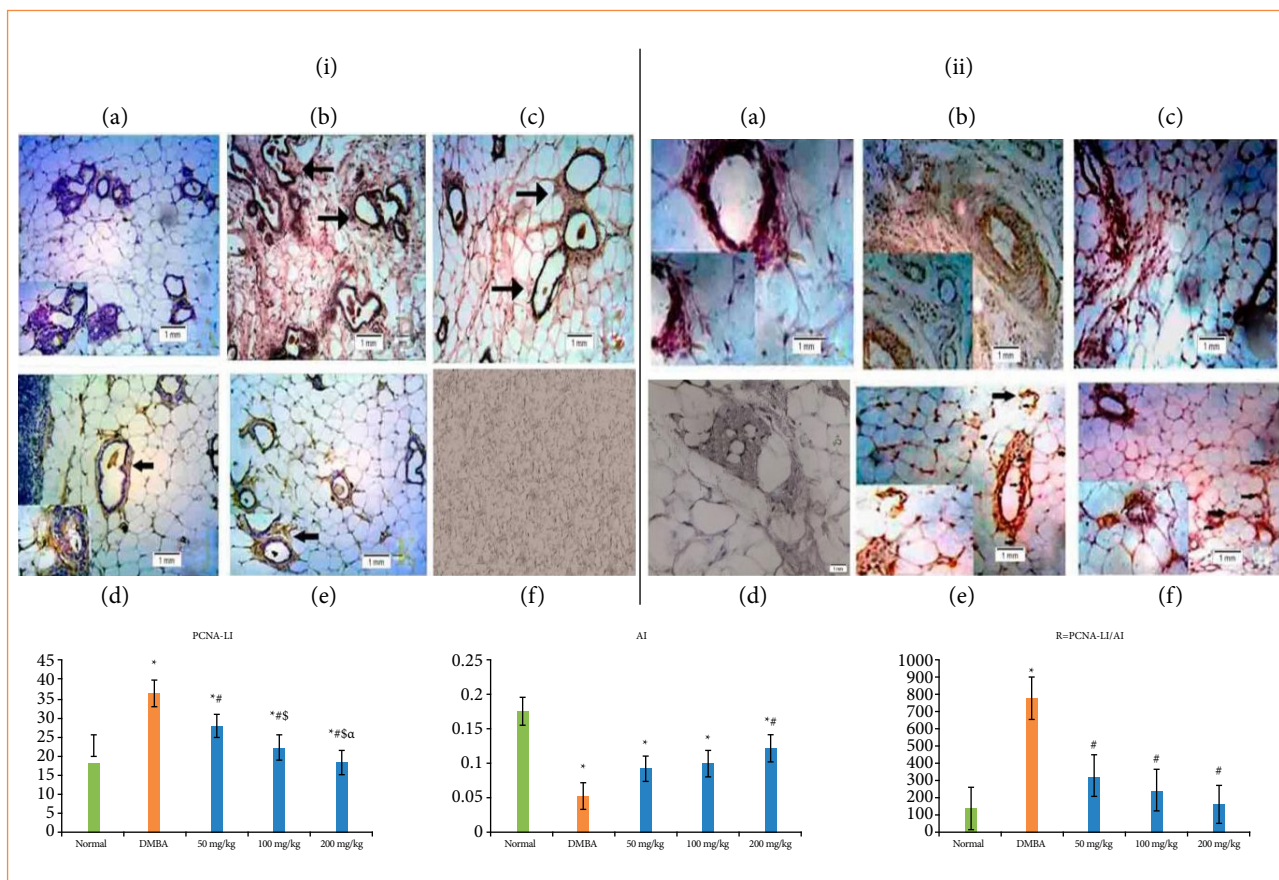 (i)
(ii)
(a)
(b)
(c)
(a)
(b)
(c)
1 mm
1 mm
1 mm
1 mm
1 mm
1 mm
1 mm
1 mm
1 mm
1 mm
(d)
(e)
(f)
(d)
(e)
(f)
PCNA-LI
45
40
35
30
25
20
15
10
5
0
*
*#
*#$
*#$α
Normal
DMBA
50 mg/kg
100 mg/kg
200 mg/kg
AI
0.25
0.2
0.15
0.1
0.05
0
*
*
*
*#
Normal
DMBA
50 mg/kg
100 mg/kg
200 mg/kg
R=PCNA-LI/AI
1000
900
800
700
600
500
400
300
200
100
0
*
#
#
#
Normal
DMBA
50 mg/kg
100 mg/kg
200 mg/kg